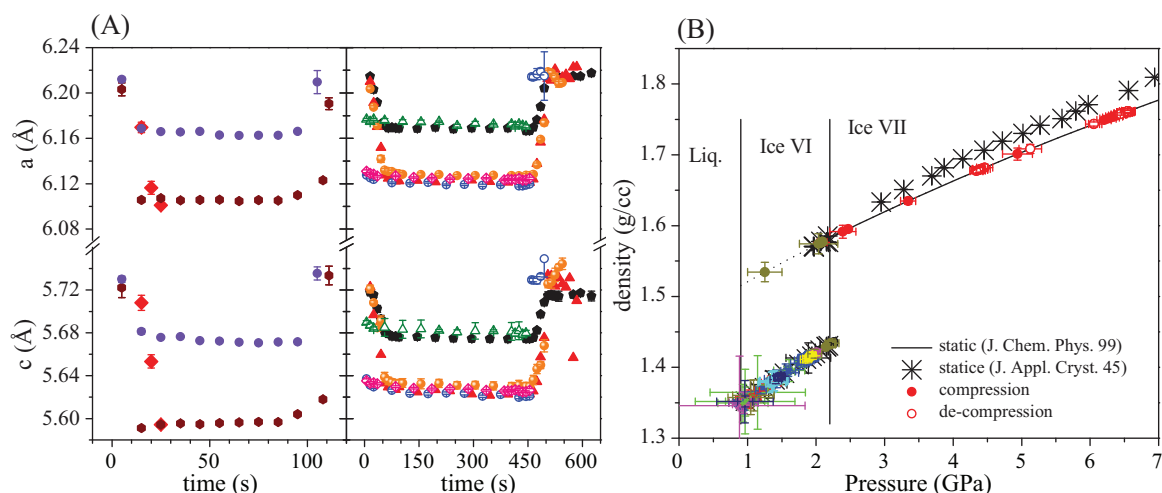 (A)
(B)
6.24
6.20
6.16
6.12
6.08
a (Å)
5.72
5.68
5.64
5.60
c (Å)
0
50
100
time (s)
0
150
300
450
600
time (s)
1.8
1.7
1.6
1.5
1.4
1.3
density (g/cc)
Liq.
Ice VI
Ice VII
static (J. Chem. Phys. 99)
statice (J. Appl. Cryst. 45)
compression
de-compression
0
1
2
3
4
5
6
7
Pressure (GPa)